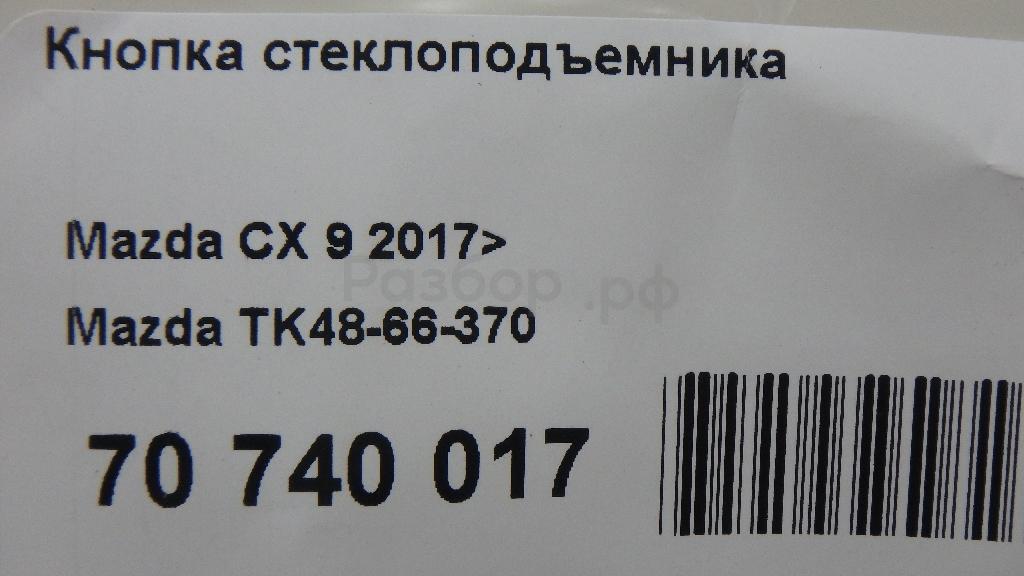 Кнопка стеклоподъемника
Mazda CX 9 2017>
Разбор.рф
Mazda TK48-66-370
70 740 017